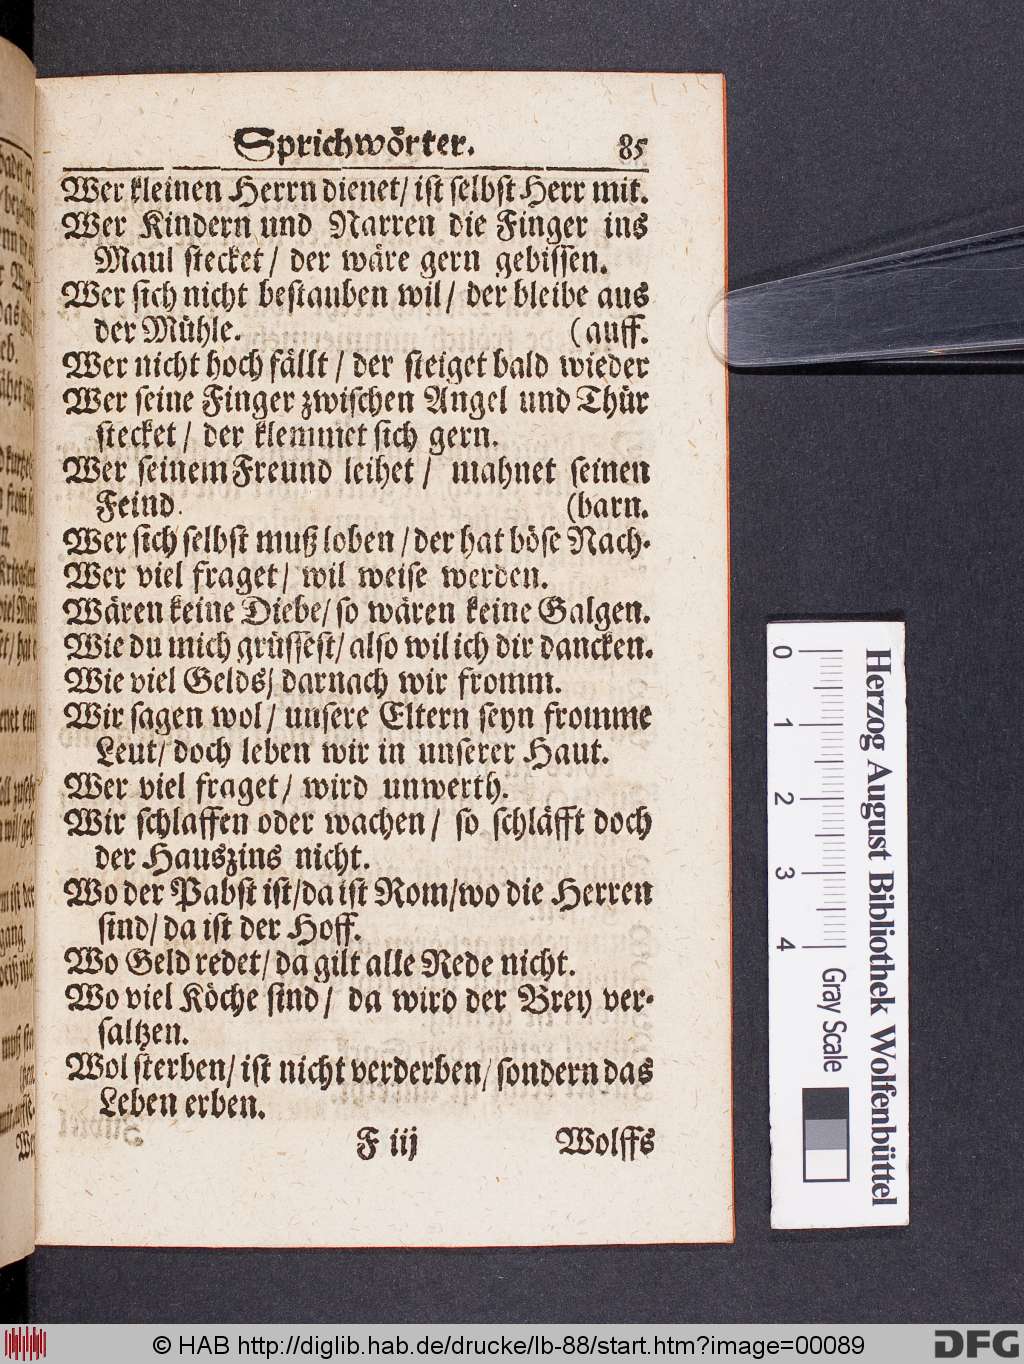 Sprichwörter. 85
Wer kleinen Herrn dienet/ ist selbst Herr mit.
Wer Kindern und Narren die Finger ins
Maul stecket/ der wäre gern gebissen.
Wer sich nicht bestauben wil/ der bleibe aus
der Mühle. (auff.
Wer nicht hoch fällt/ der steiget bald wieder
Wer seine Finger zwischen Angel und Thür
stecket/ der klemmet sich gern.
Wer seinem Freund leihet/ mahnet seinen
Feind. (barn.
Wer sich selbst muß loben/ der hat böse Nach-
Wer viel fraget/ wil weise werden.
Wären keine Diebe/ so wären keine Galgen.
Wie du mich grüssest/ also wil ich dir dancken.
Wie viel Gelds/ darnach wir fromm.
Wir sagen wol/ unsere Eltern seyn fromme
Leut/ doch leben wir in unserer Haut.
Wer viel fraget/ wird unwerth.
Wir schlaffen oder wachen/ so schläfft doch
der Hauszins nicht.
Wo der Pabst ist/ da ist Rom/ wo die Herren
sind/ da ist der Hoff.
Wo Geld redet/ da gilt alle Rede nicht.
Wo viel Köche sind/ da wird der Brey ver-
saltzen.
Wol sterben/ ist nicht verderben/ sondern das
Leben erben.
F iij Wolffs
Herzog August Bibliothek Wolfenbüttel
0 1 2 3 4 Gray Scale
© HAB http://diglib.hab.de/drucke/lb-88/start.htm?image=00089
DFG